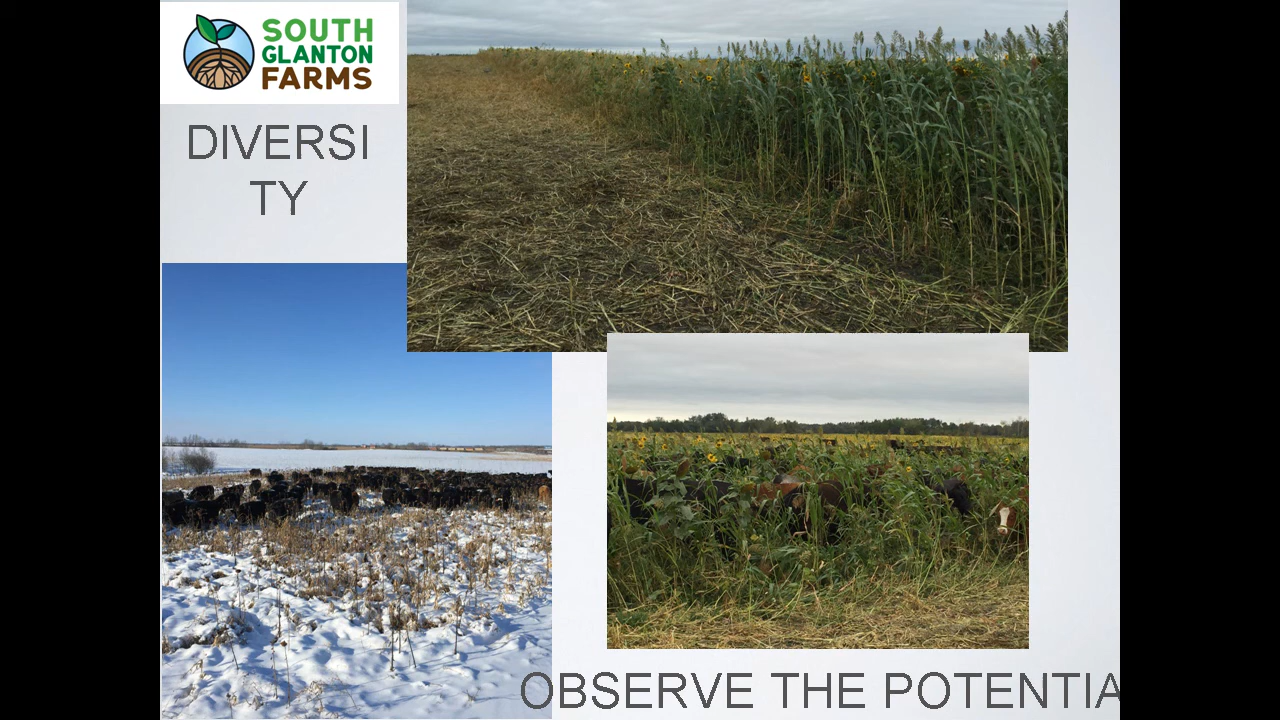 SOUTH
GLANTON
FARMS
DIVERSI
TY
OBSERVE THE POTENTIA